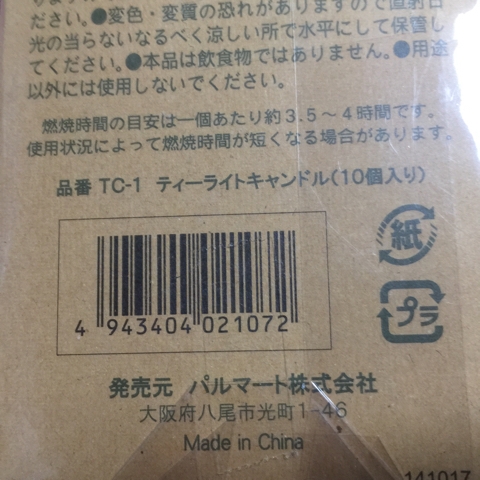 ださい。●変色・変質の恐れがありますので直射日
光の当らないなるべく涼しい所で水平にして保管し
てください。●本品は飲食物ではありません。●用途
以外には使用しないでください。
燃焼時間の目安は一個あたり約3.5～4時間です。
使用状況によって燃焼時間が短くなる場合があります。
品番 TC-1 ティーライトキャンドル(10個入り)
紙
プラ
4 943404 021072
発売元 パルマート株式会社
大阪府八尾市光町1-46
Made in China
141017